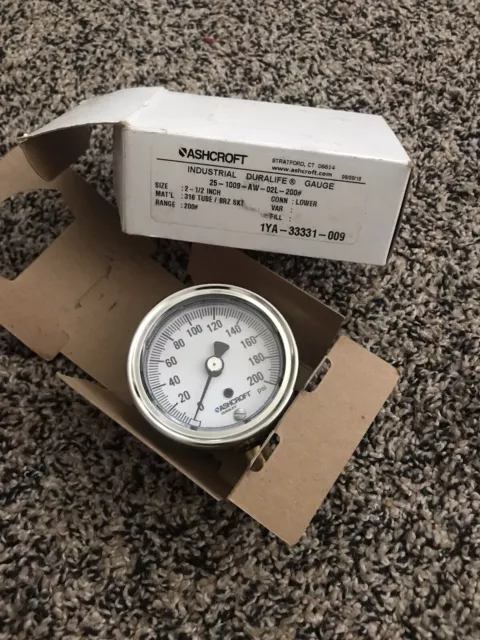 ASHCROFT
STRATFORD, CT 06614
www.ashcroft.com
INDUSTRIAL DURALIFE® GAUGE
25-1009-AW-02L-200#
SIZE : 2-1/2 INCH
CONN : LOWER
MAT'L : 316 TUBE / BRZ SKT
VAR :
RANGE : 200#
FILL :
1YA-33331-009
0
20
40
60
80
100
120
140
160
180
200
psi
ASHCROFT